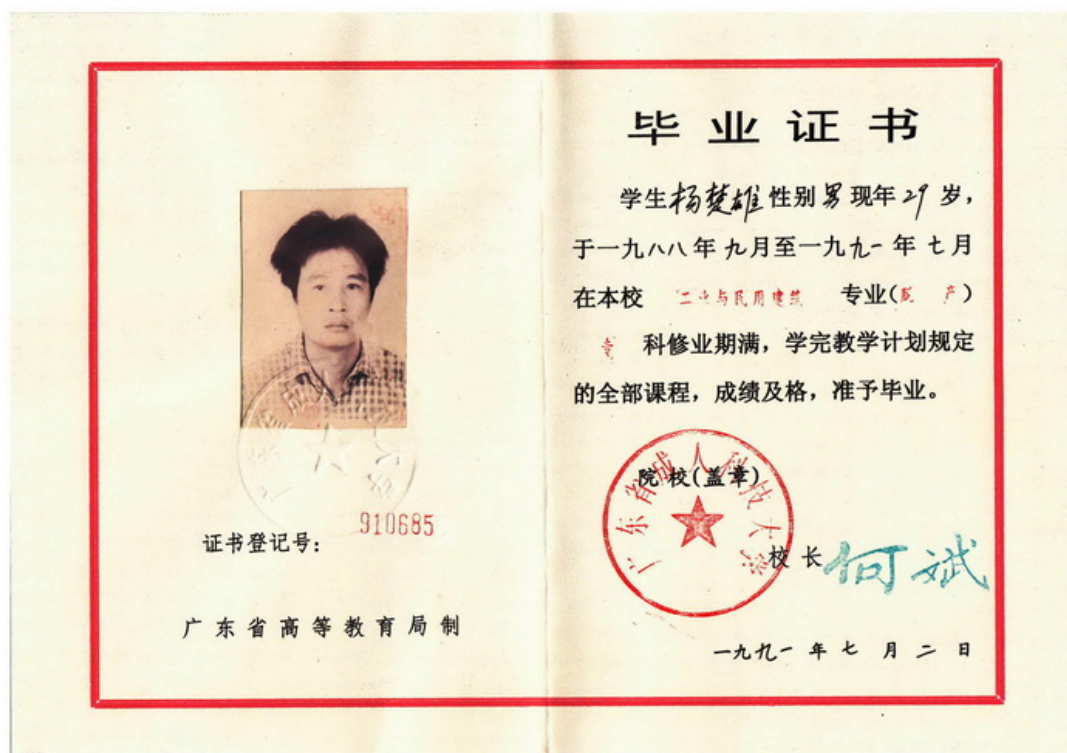 证书登记号：
910685
广东省高等教育局制
毕业证书
学生杨楚雄性别男现年29岁，
于一九八八年九月至一九九一年七月
在本校 工业与民用建筑 专业（脱产）
专 科修业期满，学完教学计划规定
的全部课程，成绩及格，准予毕业。
广东省成人科技大学
院校(盖章)
校长 何斌
一九九一年七月二日